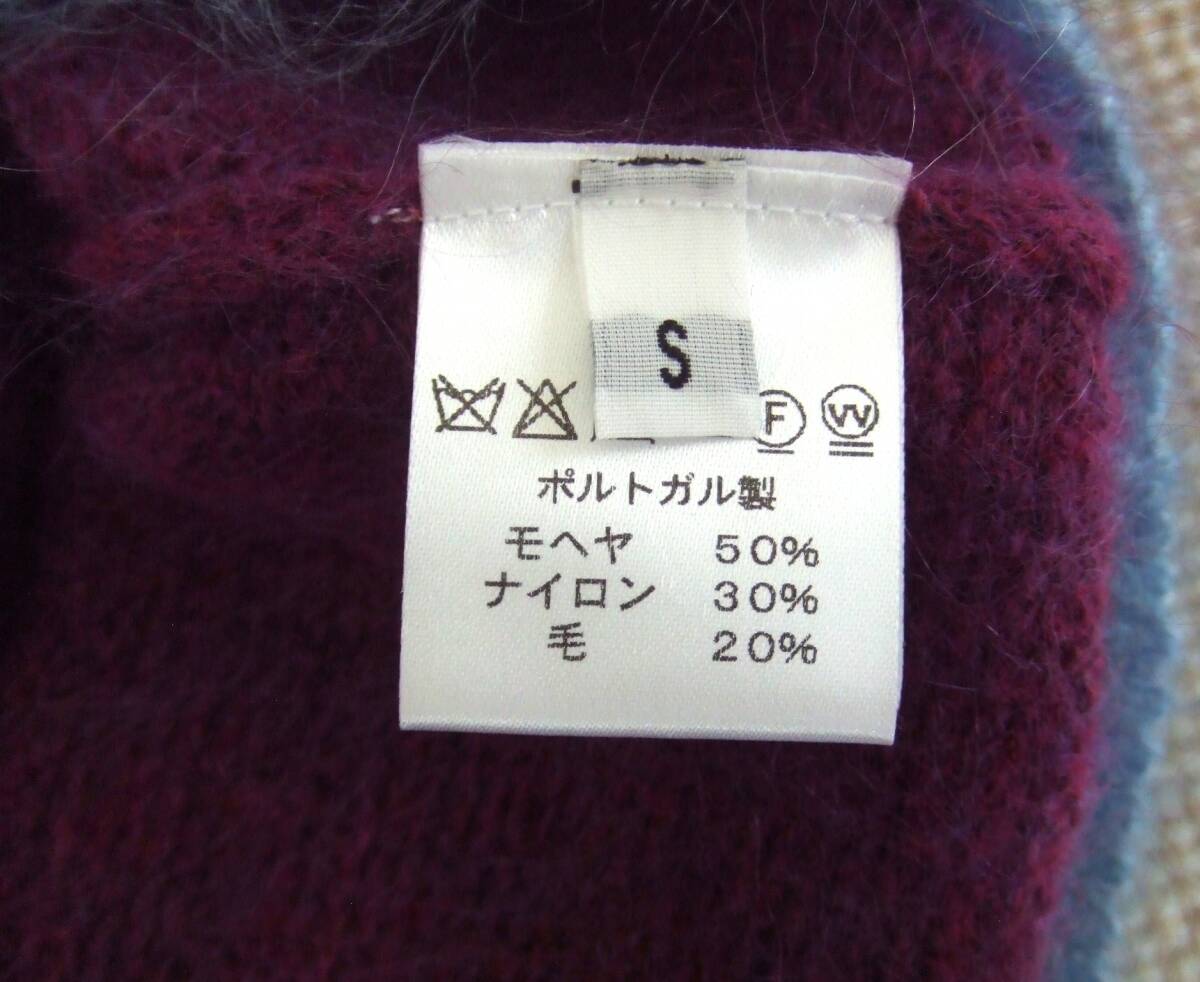 S
F W
ポルトガル製
モヘヤ 50%
ナイロン 30%
毛 20%